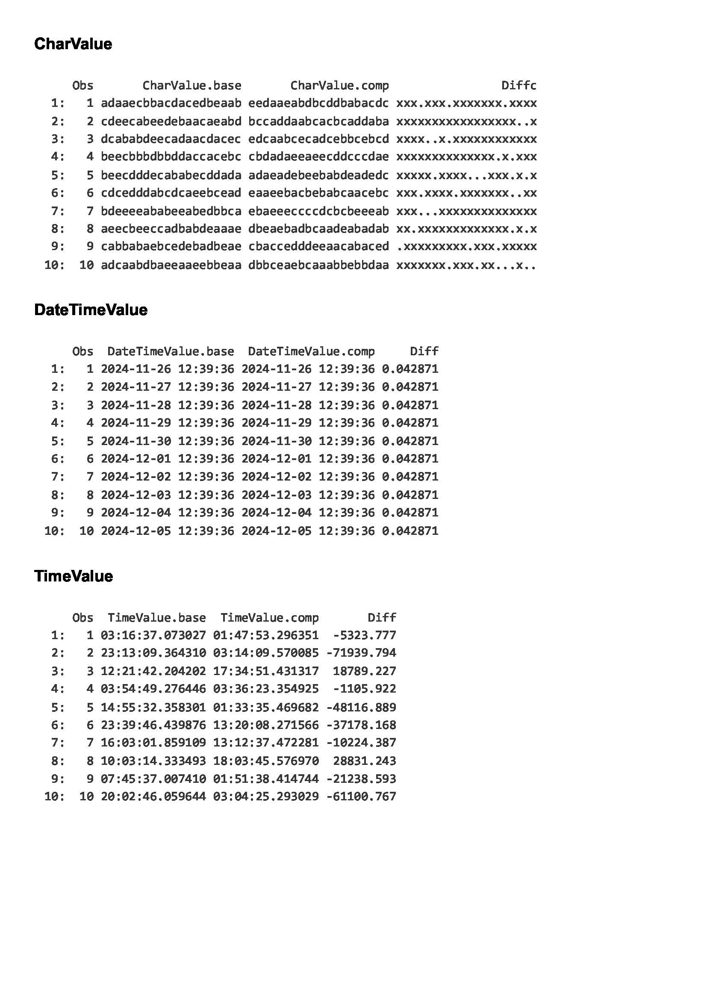 CharValue
Obs CharValue.base CharValue.comp Diffc
1: 1 adaaecbbacdacedbeaab eedaaeabdbcddbabacdc xxx.xxx.xxxxxxx.xxxx
2: 2 cdeecabeedebaacaeabd bccaddaabcacbcaddaba xxxxxxxxxxxxxxxxx..x
3: 3 dcababdeecadaacdacec edcaabcecadcebbcebcd xxxx..x.xxxxxxxxxxxx
4: 4 beecbbbdbbddaccacebc cbdadaeeaeecddcccdae xxxxxxxxxxxxxx.x.xxx
5: 5 beecdddecababecddada adaeadebeebabdeadedc xxxxx.xxxx...xxx.x.x
6: 6 cdcedddabcdcaeebcead eaaeebacbebabcaacebc xxx.xxxx.xxxxxxx..xx
7: 7 bdeeeeababeeabedbbca ebaeeeccccdcbcbeeeab xxx...xxxxxxxxxxxxxx
8: 8 aeecbeeccadbabdeaaae dbeaebadbcaadeabadab xx.xxxxxxxxxxxxx.x.x
9: 9 cabbabaebcedebadbeae cbaccedddeeaacabaced .xxxxxxxxx.xxx.xxxxx
10: 10 adcaabdbaeeaaeebbeaa dbbceaebcaaabbebbdaa xxxxxxx.xxx.xx...x..
DateTimeValue
Obs DateTimeValue.base DateTimeValue.comp Diff
1: 1 2024-11-26 12:39:36 2024-11-26 12:39:36 0.042871
2: 2 2024-11-27 12:39:36 2024-11-27 12:39:36 0.042871
3: 3 2024-11-28 12:39:36 2024-11-28 12:39:36 0.042871
4: 4 2024-11-29 12:39:36 2024-11-29 12:39:36 0.042871
5: 5 2024-11-30 12:39:36 2024-11-30 12:39:36 0.042871
6: 6 2024-12-01 12:39:36 2024-12-01 12:39:36 0.042871
7: 7 2024-12-02 12:39:36 2024-12-02 12:39:36 0.042871
8: 8 2024-12-03 12:39:36 2024-12-03 12:39:36 0.042871
9: 9 2024-12-04 12:39:36 2024-12-04 12:39:36 0.042871
10: 10 2024-12-05 12:39:36 2024-12-05 12:39:36 0.042871
TimeValue
Obs TimeValue.base TimeValue.comp Diff
1: 1 03:16:37.073027 01:47:53.296351 -5323.777
2: 2 23:13:09.364310 03:14:09.570085 -71939.794
3: 3 12:21:42.204202 17:34:51.431317 18789.227
4: 4 03:54:49.276446 03:36:23.354925 -1105.922
5: 5 14:55:32.358301 01:33:35.469682 -48116.889
6: 6 23:39:46.439876 13:20:08.271566 -37178.168
7: 7 16:03:01.859109 13:12:37.472281 -10224.387
8: 8 10:03:14.333493 18:03:45.576970 28831.243
9: 9 07:45:37.007410 01:51:38.414744 -21238.593
10: 10 20:02:46.059644 03:04:25.293029 -61100.767